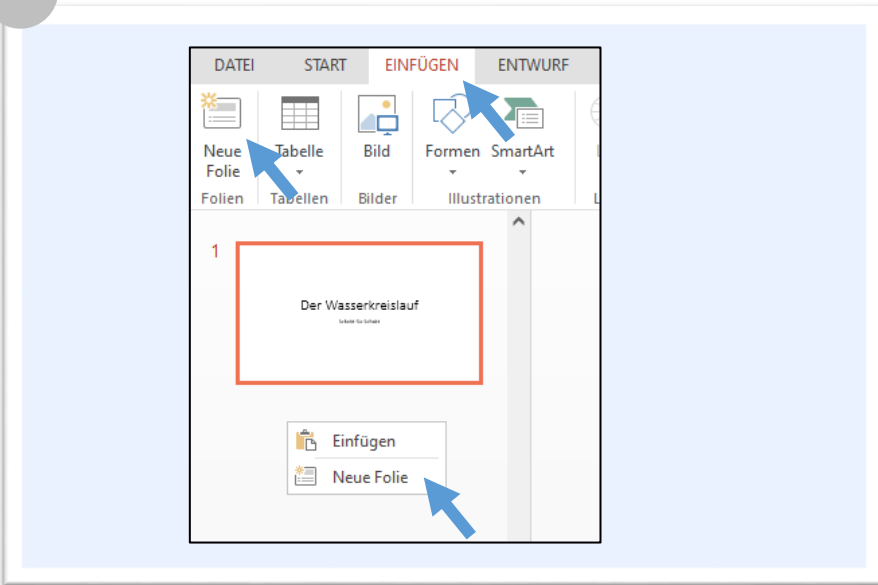 DATEI START EINFÜGEN ENTWURF
Neue Folie Tabelle Bild Formen SmartArt
Folien Tabellen Bilder Illustrationen
1
Der Wasserkreislauf
Einfügen
Neue Folie